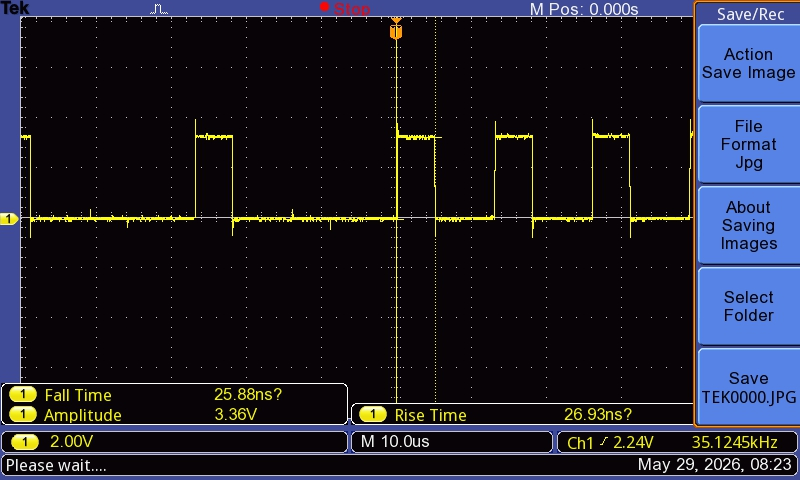 Tek
Stop
M Pos: 0.000s
Save/Rec
T
Action
Save Image
File
Format
Jpg
1
About
Saving
Images
Select
Folder
Save
TEK0000.JPG
1 Fall Time 25.88ns?
1 Amplitude 3.36V
1 Rise Time 26.93ns?
1 2.00V
M 10.0us
Ch1 / 2.24V 35.1245kHz
Please wait....
May 29, 2026, 08:23